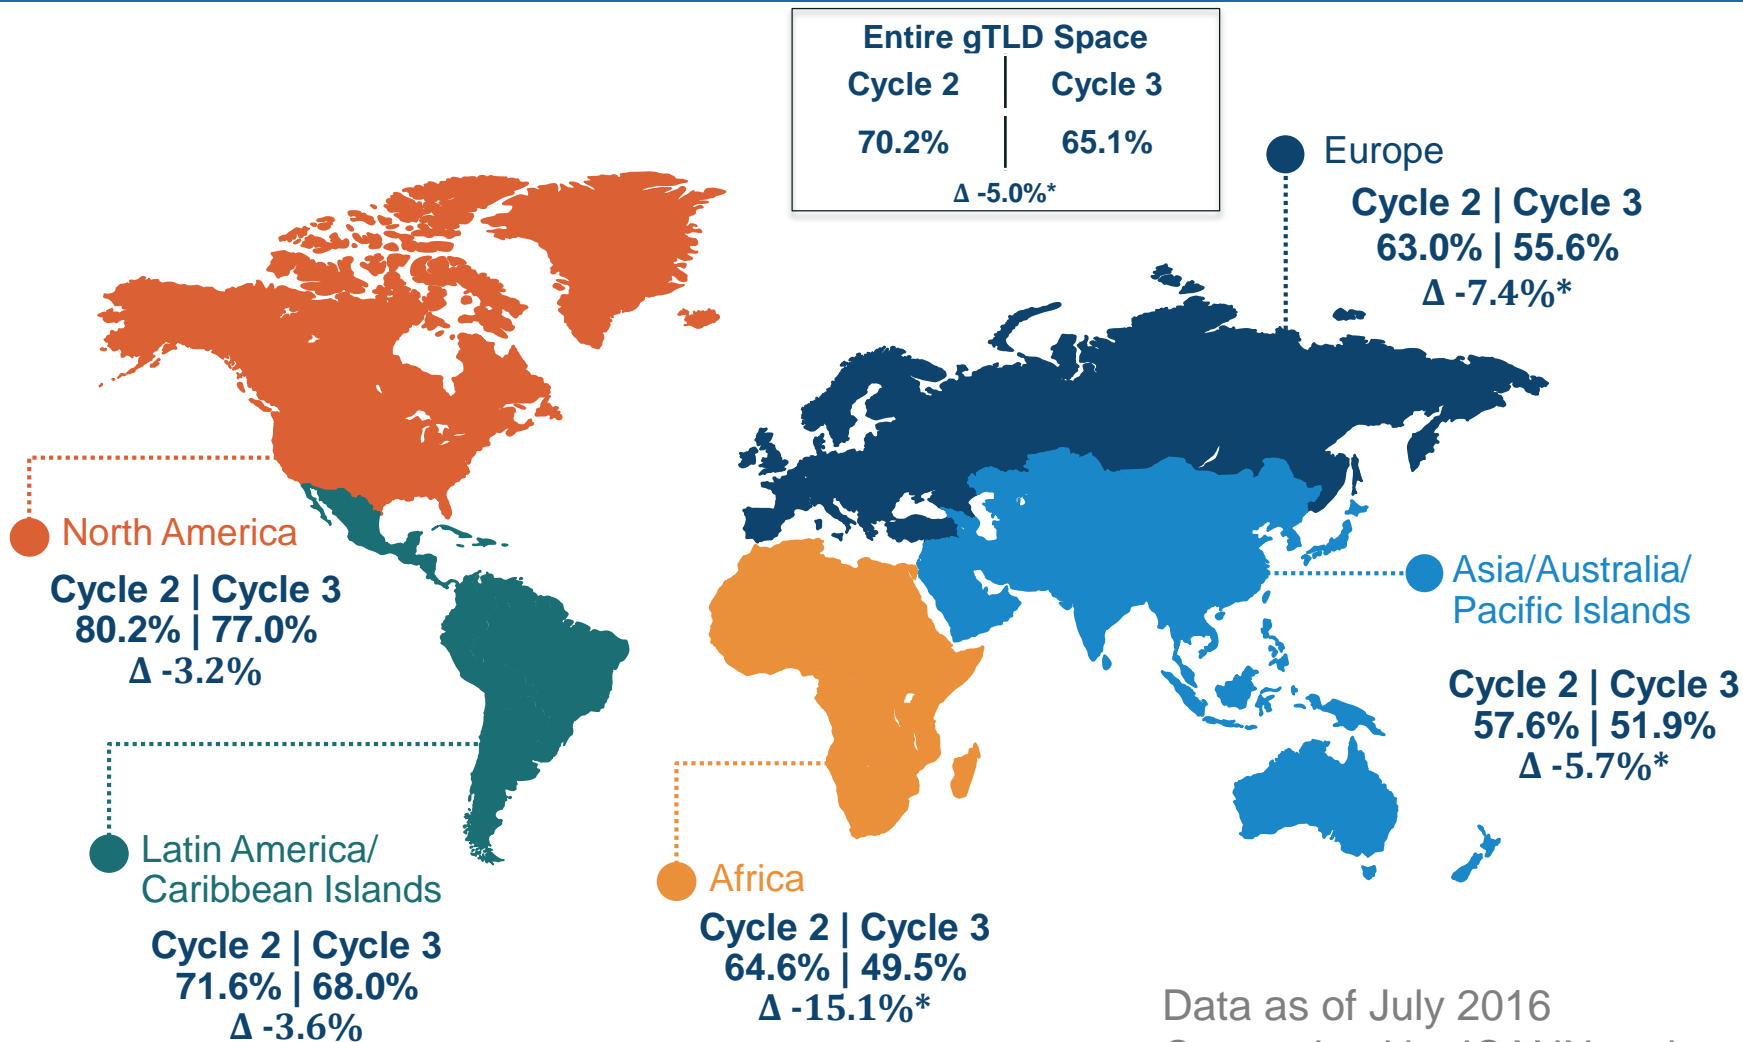 Entire gTLD Space
Cycle 2 | Cycle 3
70.2% | 65.1%
Δ -5.0%*
Europe
Cycle 2 | Cycle 3
63.0% | 55.6%
Δ -7.4%*
North America
Cycle 2 | Cycle 3
80.2% | 77.0%
Δ -3.2%
Asia/Australia/
Pacific Islands
Cycle 2 | Cycle 3
57.6% | 51.9%
Δ -5.7%*
Latin America/
Caribbean Islands
Cycle 2 | Cycle 3
71.6% | 68.0%
Δ -3.6%
Africa
Cycle 2 | Cycle 3
64.6% | 49.5%
Δ -15.1%*
Data as of July 2016